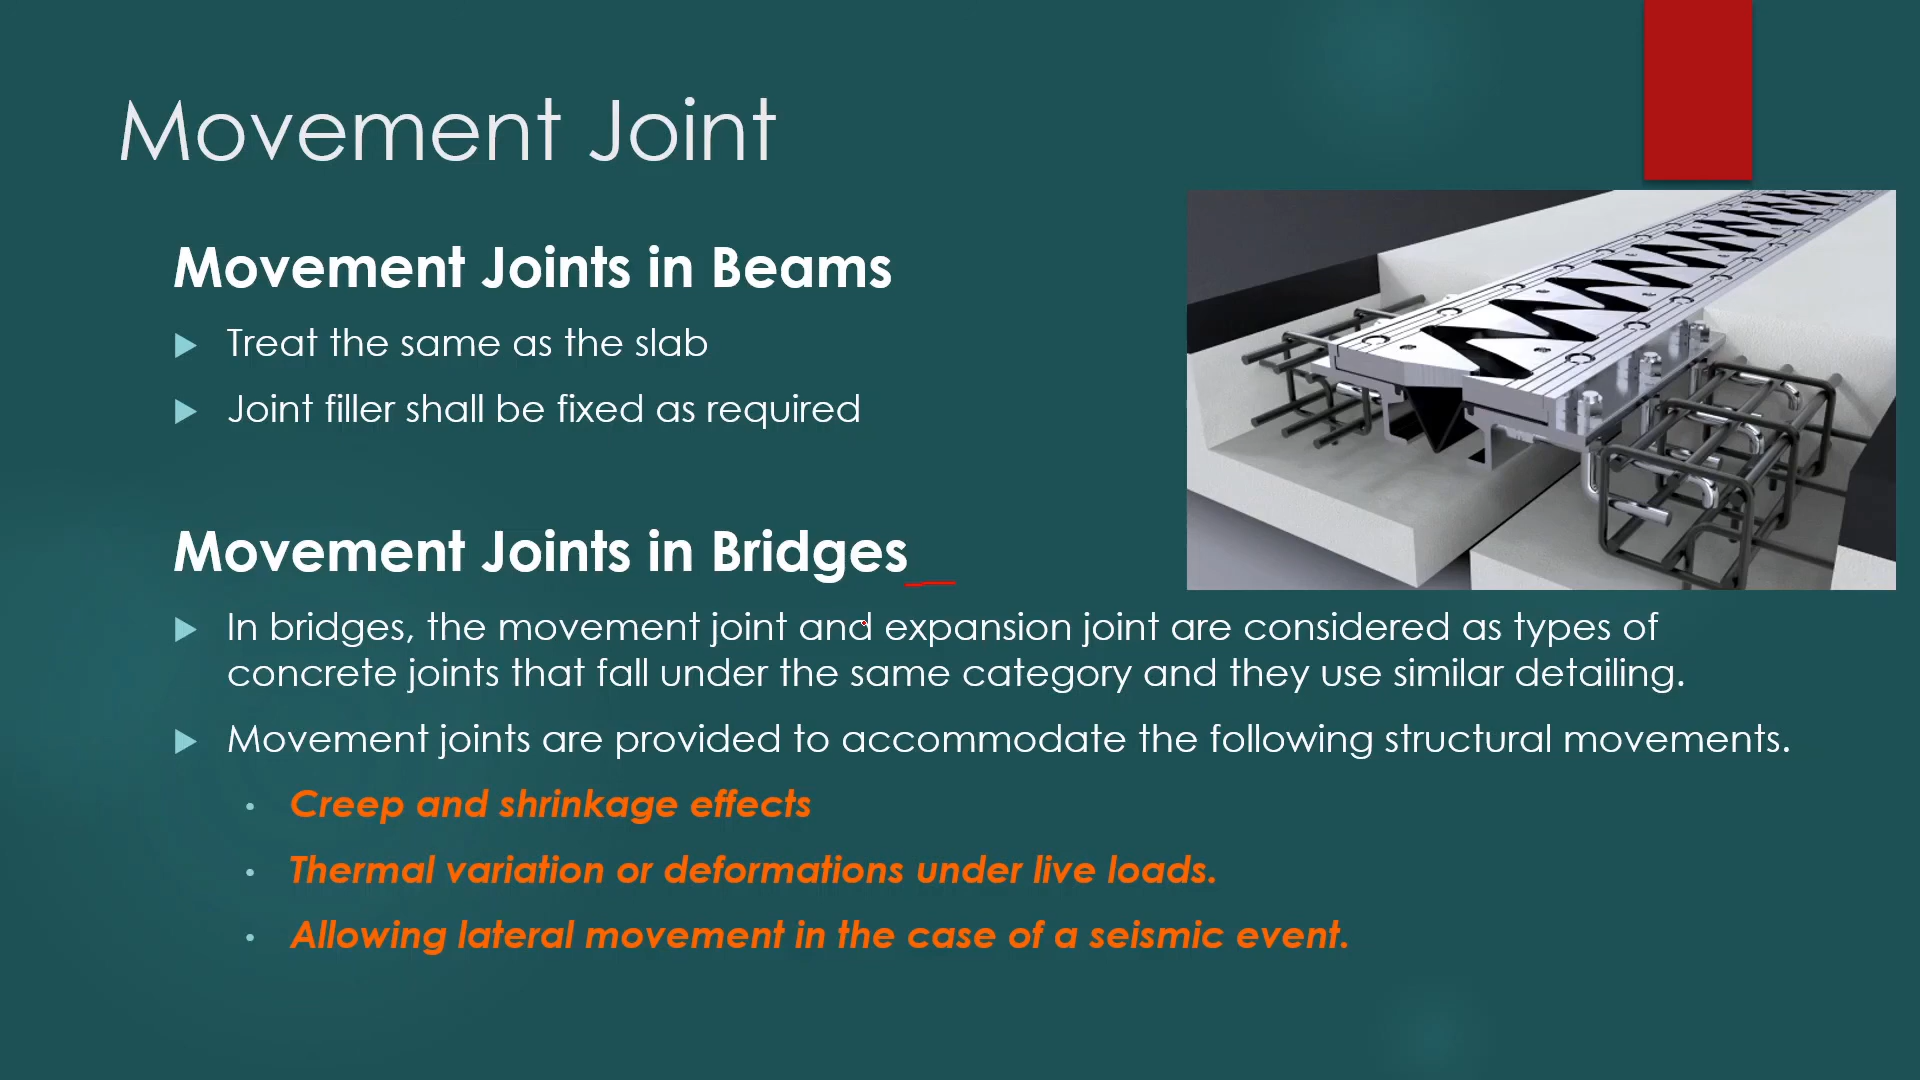 Movement Joint
Movement Joints in Beams
Treat the same as the slab
Joint filler shall be fixed as required
Movement Joints in Bridges
In bridges, the movement joint and expansion joint are considered as types of
concrete joints that fall under the same category and they use similar detailing.
Movement joints are provided to accommodate the following structural movements.
Creep and shrinkage effects
Thermal variation or deformations under live loads.
Allowing lateral movement in the case of a seismic event.